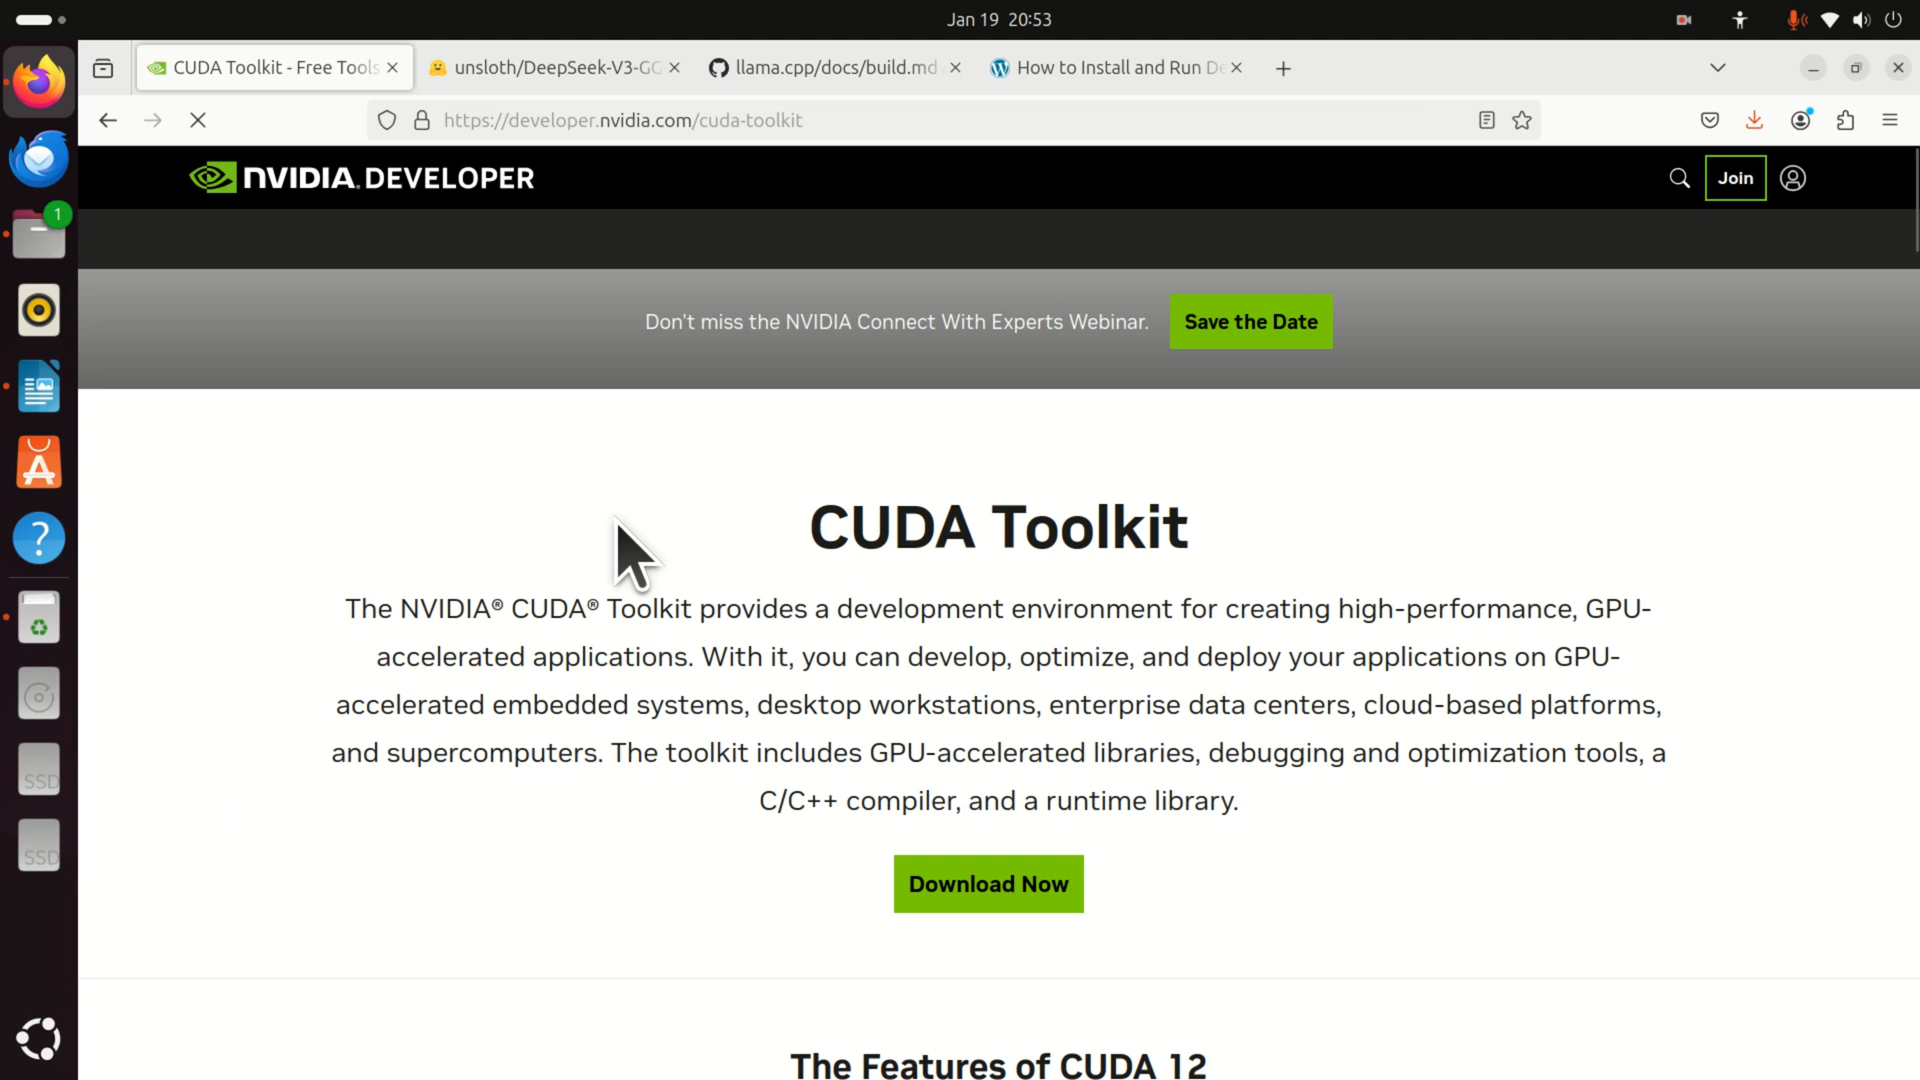 Jan 19 20:53
CUDA Toolkit - Free Tools
unsloth/DeepSeek-V3-GG
llama.cpp/docs/build.md
How to Install and Run De
https://developer.nvidia.com/cuda-toolkit
NVIDIA. DEVELOPER
Join
1
Don't miss the NVIDIA Connect With Experts Webinar.
Save the Date
CUDA Toolkit
The NVIDIA® CUDA® Toolkit provides a development environment for creating high-performance, GPU-
accelerated applications. With it, you can develop, optimize, and deploy your applications on GPU-
accelerated embedded systems, desktop workstations, enterprise data centers, cloud-based platforms,
and supercomputers. The toolkit includes GPU-accelerated libraries, debugging and optimization tools, a
C/C++ compiler, and a runtime library.
SSD
SSD
Download Now
The Features of CUDA 12